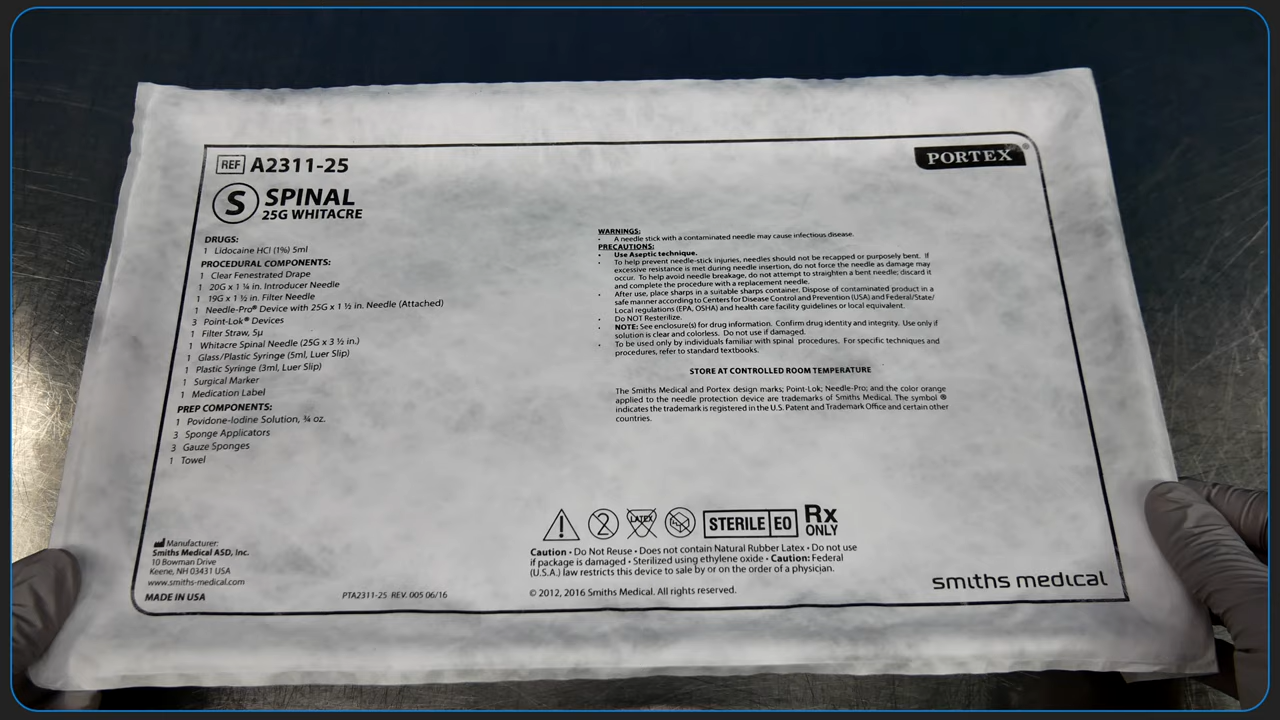 REF A2311-25
PORTEX®
S SPINAL
25G WHITACRE
DRUGS:
1 Lidocaine HCl (1%) 5ml
PROCEDURAL COMPONENTS:
1 Clear Fenestrated Drape
1 20G x 1 ¼ in. Introducer Needle
1 19G x 1 ½ in. Filter Needle
1 Needle-Pro® Device with 25G x 1 ½ in. Needle (Attached)
3 Point-Lok® Devices
1 Filter Straw, 5µ
1 Whitacre Spinal Needle (25G x 3 ½ in.)
1 Glass/Plastic Syringe (5ml, Luer Slip)
1 Plastic Syringe (3ml, Luer Slip)
1 Surgical Marker
1 Medication Label
PREP COMPONENTS:
1 Povidone-Iodine Solution, ¾ oz.
3 Sponge Applicators
3 Gauze Sponges
1 Towel
WARNINGS:
• A needle stick with a contaminated needle may cause infectious disease.
PRECAUTIONS:
• Use Aseptic technique.
• To help prevent needle-stick injuries, needles should not be recapped or purposely bent. If
excessive resistance is met during needle insertion, do not force the needle as damage may
occur. To help avoid needle breakage, do not attempt to straighten a bent needle; discard it
and complete the procedure with a replacement needle.
• After use, place sharps in a suitable sharps container. Dispose of contaminated product in a
safe manner according to Centers for Disease Control and Prevention (USA) and Federal/State/
Local regulations (EPA, OSHA) and health care facility guidelines or local equivalent.
• Do NOT Resterilize.
• NOTE: See enclosure(s) for drug information. Confirm drug identity and integrity. Use only if
solution is clear and colorless. Do not use if damaged.
• To be used only by individuals familiar with spinal procedures. For specific techniques and
procedures, refer to standard textbooks.
STORE AT CONTROLLED ROOM TEMPERATURE
The Smiths Medical and Portex design marks; Point-Lok; Needle-Pro; and the color orange
applied to the needle protection device are trademarks of Smiths Medical. The symbol ®
indicates the trademark is registered in the U.S. Patent and Trademark Office and certain other
countries.
2 LATEX STERILE EO Rx ONLY
Caution • Do Not Reuse • Does not contain Natural Rubber Latex • Do not use
if package is damaged • Sterilized using ethylene oxide • Caution: Federal
(U.S.A.) law restricts this device to sale by or on the order of a physician.
Manufacturer:
Smiths Medical ASD, Inc.
10 Bowman Drive
Keene, NH 03431 USA
www.smiths-medical.com
MADE IN USA
PTA2311-25 REV. 005 06/16
© 2012, 2016 Smiths Medical. All rights reserved.
smiths medical